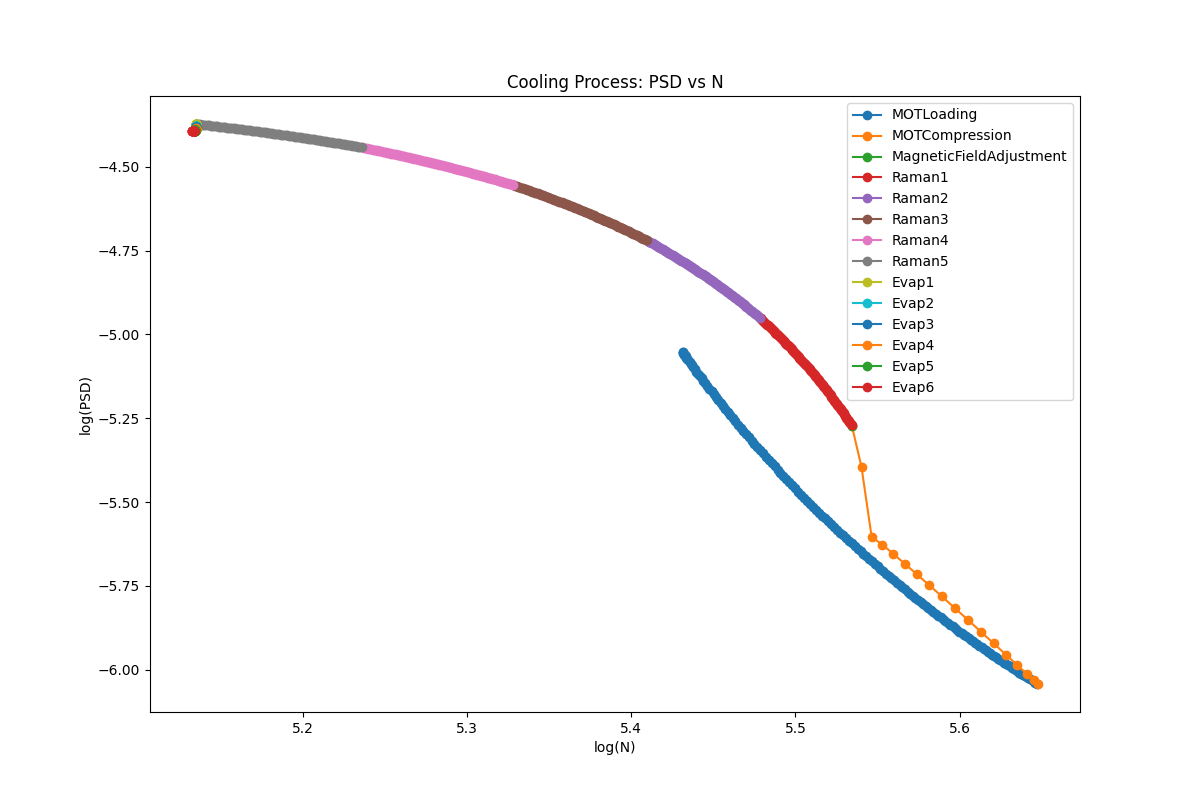 Cooling Process: PSD vs N
MOTLoading
MOTCompression
MagneticFieldAdjustment
Raman1
Raman2
Raman3
Raman4
Raman5
Evap1
Evap2
Evap3
Evap4
Evap5
Evap6
log(PSD)
−4.50
−4.75
−5.00
−5.25
−5.50
−5.75
−6.00
5.2 5.3 5.4 5.5 5.6
log(N)